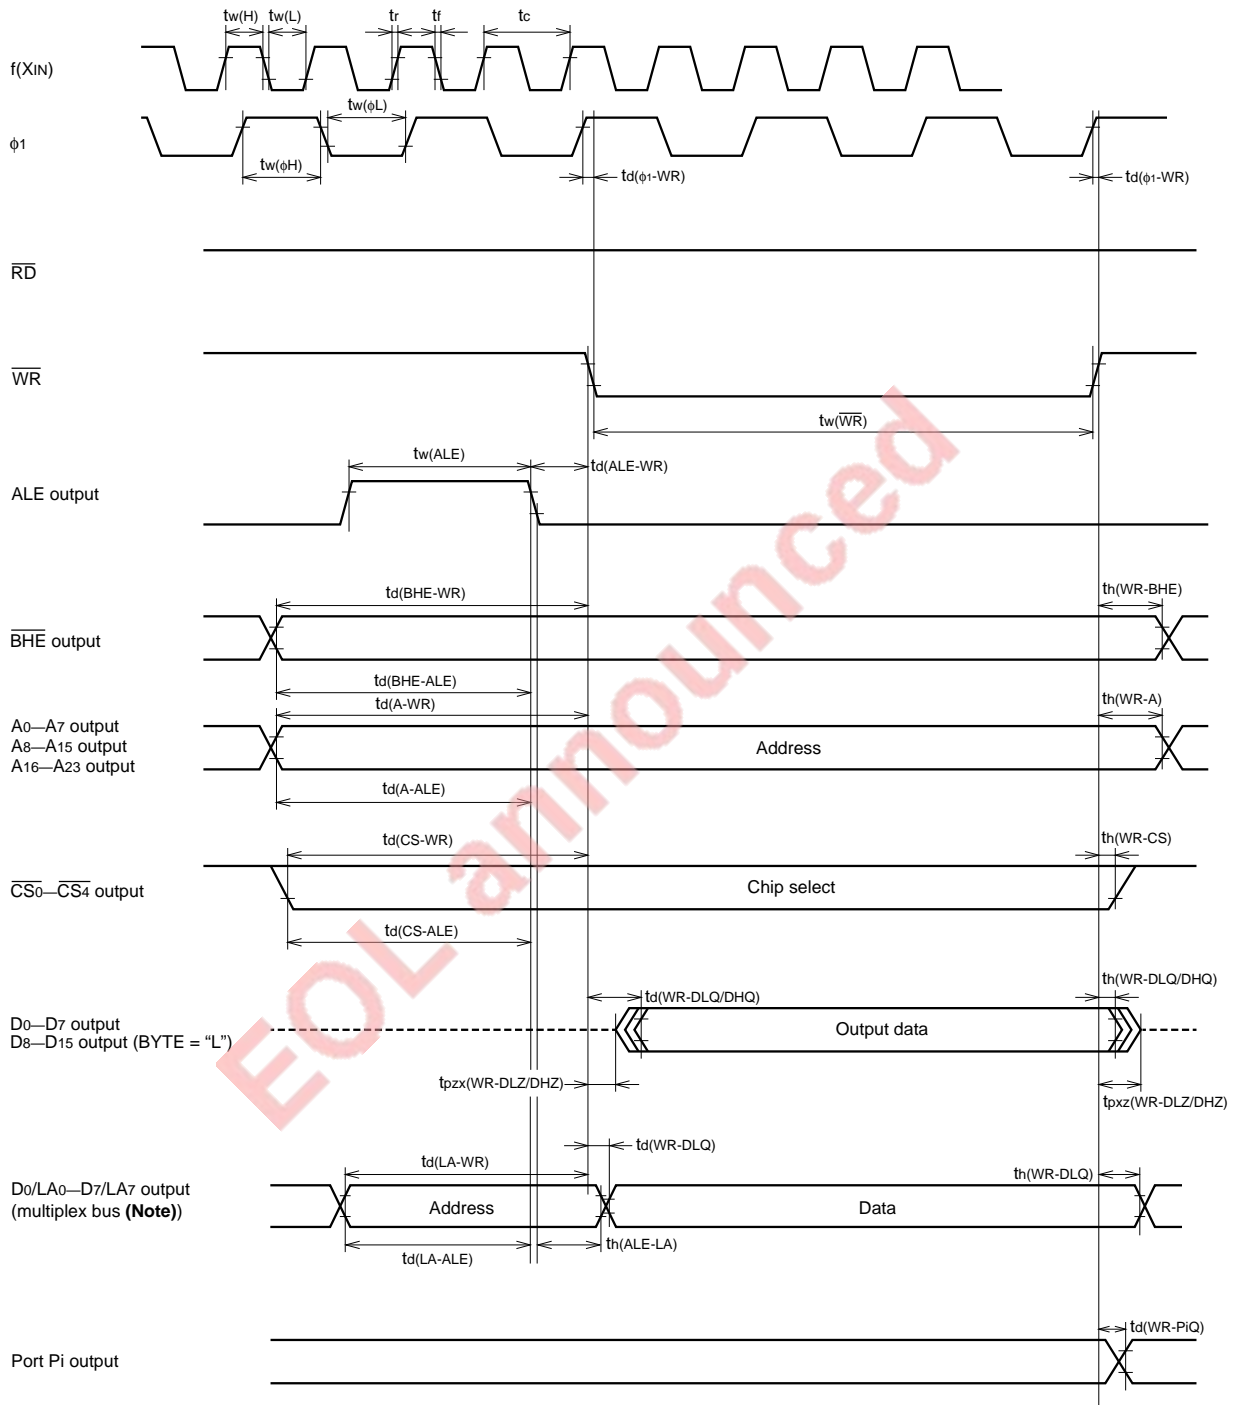 tw(H) tw(L) tr tf tc
f(XIN)
tw(ϕL)
ϕ1
tw(ϕH) td(ϕ1-WR) td(ϕ1-WR)
RD
WR
tw(WR)
tw(ALE) td(ALE-WR)
ALE output
td(BHE-WR) th(WR-BHE)
BHE output
td(BHE-ALE)
td(A-WR) th(WR-A)
A0—A7 output
A8—A15 output Address
A16—A23 output
td(A-ALE)
td(CS-WR) th(WR-CS)
CS0—CS4 output Chip select
td(CS-ALE)
td(WR-DLQ/DHQ) th(WR-DLQ/DHQ)
D0—D7 output Output data
D8—D15 output (BYTE = “L”)
tpzx(WR-DLZ/DHZ) tpxz(WR-DLZ/DHZ)
td(WR-DLQ)
td(LA-WR) th(WR-DLQ)
D0/LA0—D7/LA7 output
(multiplex bus (Note)) Address Data
td(LA-ALE) th(ALE-LA)
td(WR-PiQ)
Port Pi output
EOL announced